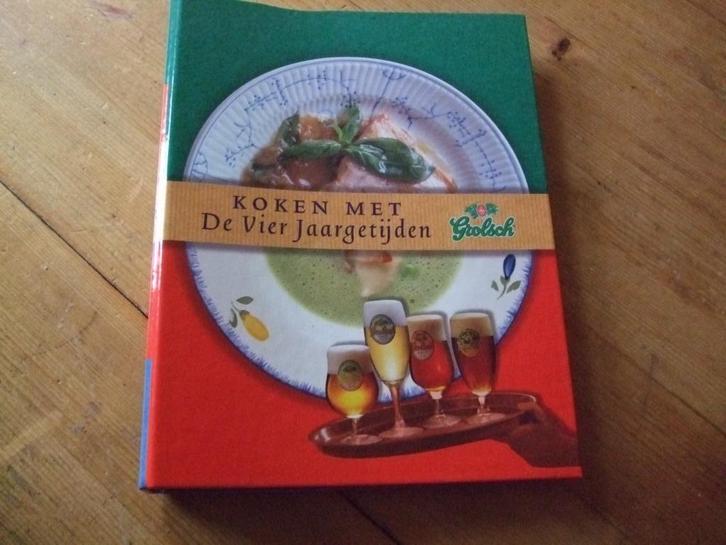 KOKEN MET
De Vier Jaargetijden
Grolsch